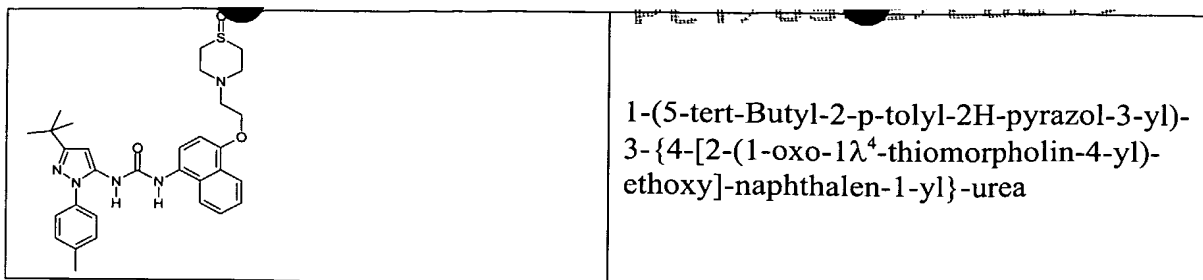 O
S
N
O
O
N
N
N
N
H
H
1-(5-tert-Butyl-2-p-tolyl-2H-pyrazol-3-yl)-
3-{4-[2-(1-oxo-1λ⁴-thiomorpholin-4-yl)-
ethoxy]-naphthalen-1-yl}-urea